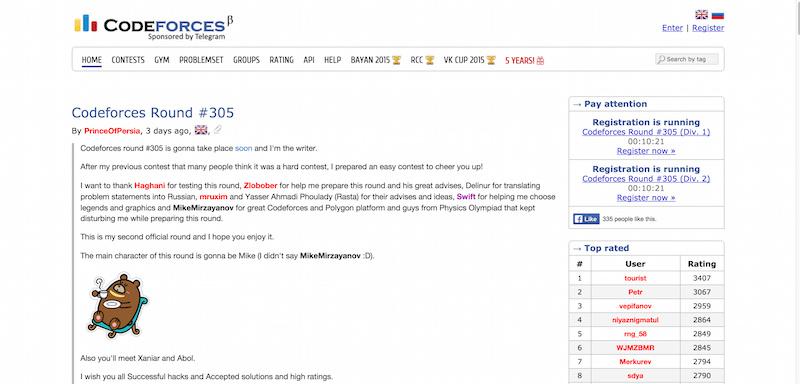 CODEFORCES β
Sponsored by Telegram
Enter | Register
HOME CONTESTS GYM PROBLEMSET GROUPS RATING API HELP BAYAN 2015 RCC VK CUP 2015 5 YEARS!
Search by tag
Codeforces Round #305
By PrinceOfPersia, 3 days ago, ,
Codeforces round #305 is gonna take place soon and I'm the writer.
After my previous contest that many people think it was a hard contest, I prepared an easy contest to cheer you up!
I want to thank Haghani for testing this round, Zlobober for help me prepare this round and his great advises, Delinur for translating
problem statements into Russian, mruxim and Yasser Ahmadi Phoulady (Rasta) for their advises and ideas, Swift for helping me choose
legends and graphics and MikeMirzayanov for great Codeforces and Polygon platform and guys from Physics Olympiad that kept
disturbing me while preparing this round.
This is my second official round and I hope you enjoy it.
The main character of this round is gonna be Mike (I didn't say MikeMirzayanov :D).
Also you'll meet Xaniar and Abol.
I wish you all Successful hacks and Accepted solutions and high ratings.
→ Pay attention
Registration is running
Codeforces Round #305 (Div. 1)
00:10:21
Register now »
Registration is running
Codeforces Round #305 (Div. 2)
00:10:21
Register now »
Like 335 people like this.
→ Top rated
# User Rating
1 tourist 3407
2 Petr 3067
3 vepifanov 2959
4 niyaznigmatul 2864
5 rng_58 2849
6 WJMZBMR 2845
7 Merkurev 2794
8 sdya 2790